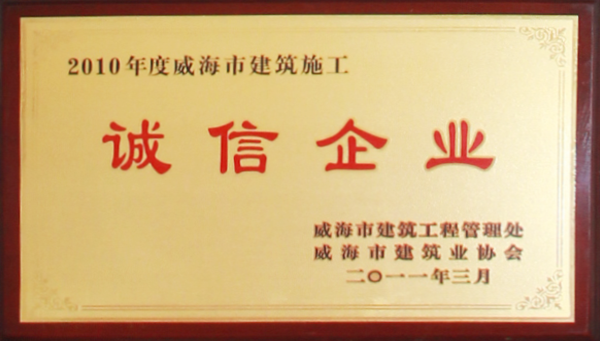 2010年度威海市建筑施工
诚信企业
威海市建筑工程管理处
威海市建筑业协会
二〇一一年三月